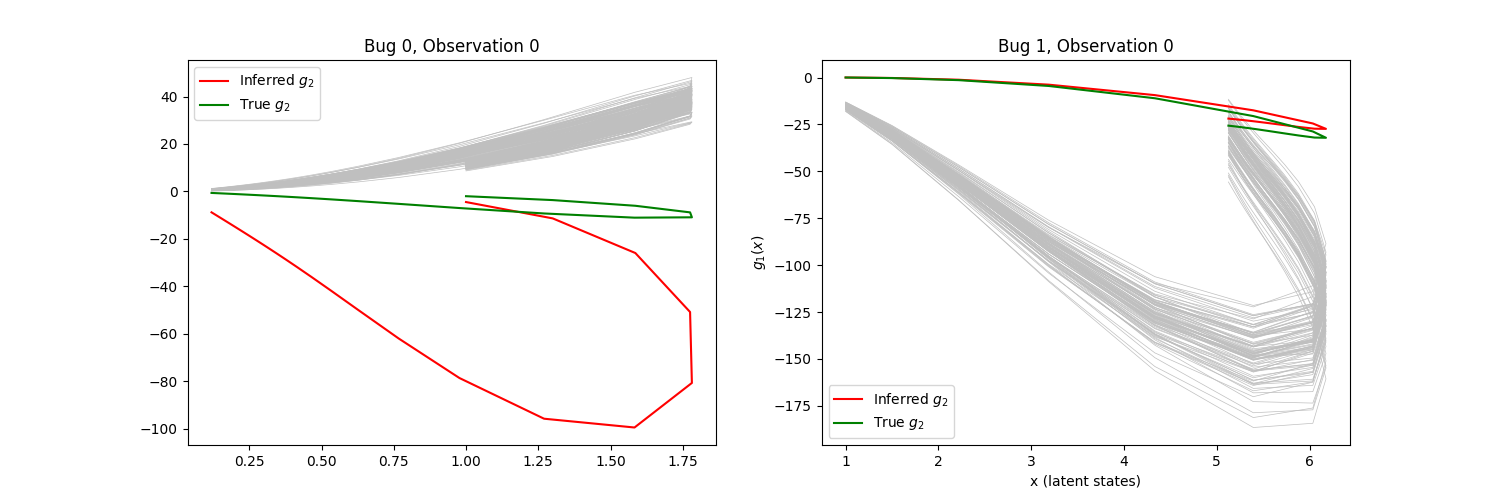 Bug 0, Observation 0
Inferred g₂
True g₂
40
20
0
−20
−40
−60
−80
−100
0.25 0.50 0.75 1.00 1.25 1.50 1.75
Bug 1, Observation 0
0
−25
−50
−75
−100
−125
−150
−175
g₁(x)
Inferred g₂
True g₂
1 2 3 4 5 6
x (latent states)